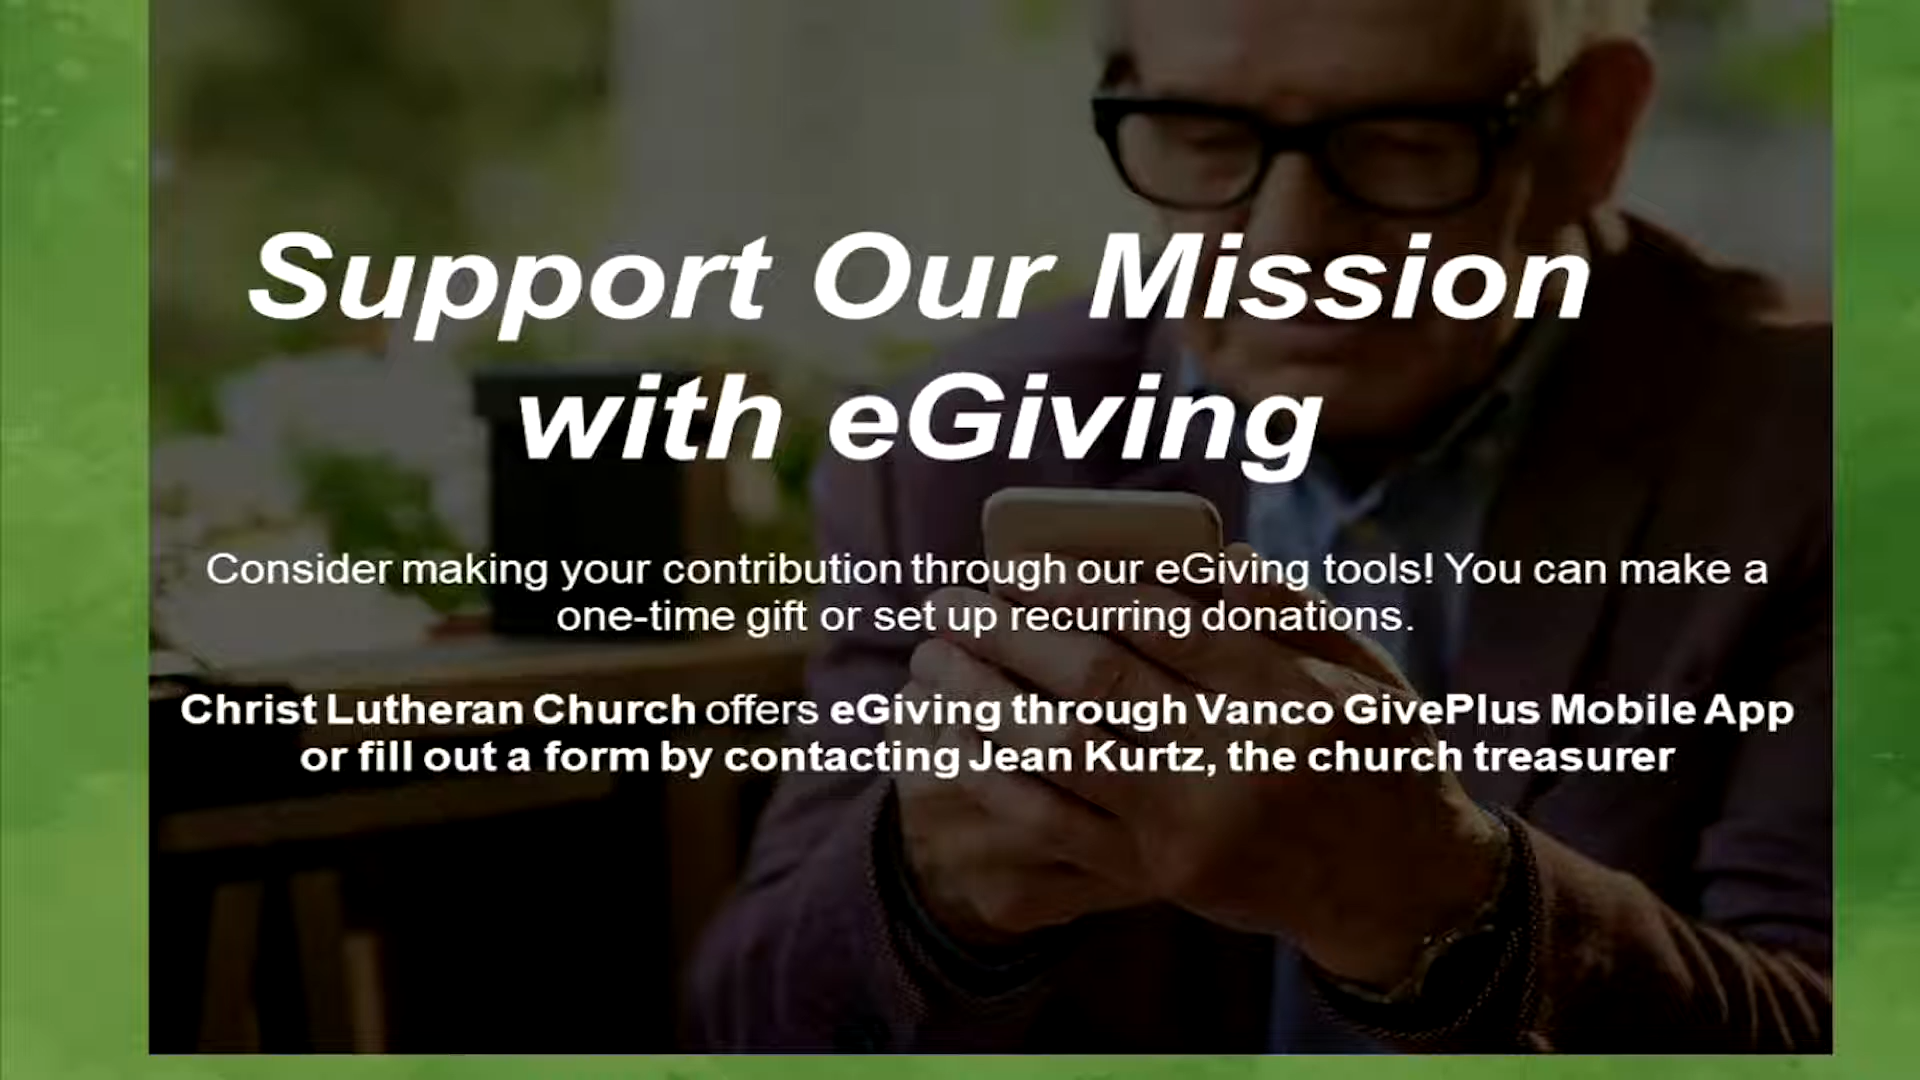 Support Our Mission
with eGiving
Consider making your contribution through our eGiving tools! You can make a
one-time gift or set up recurring donations.
Christ Lutheran Church offers eGiving through Vanco GivePlus Mobile App
or fill out a form by contacting Jean Kurtz, the church treasurer